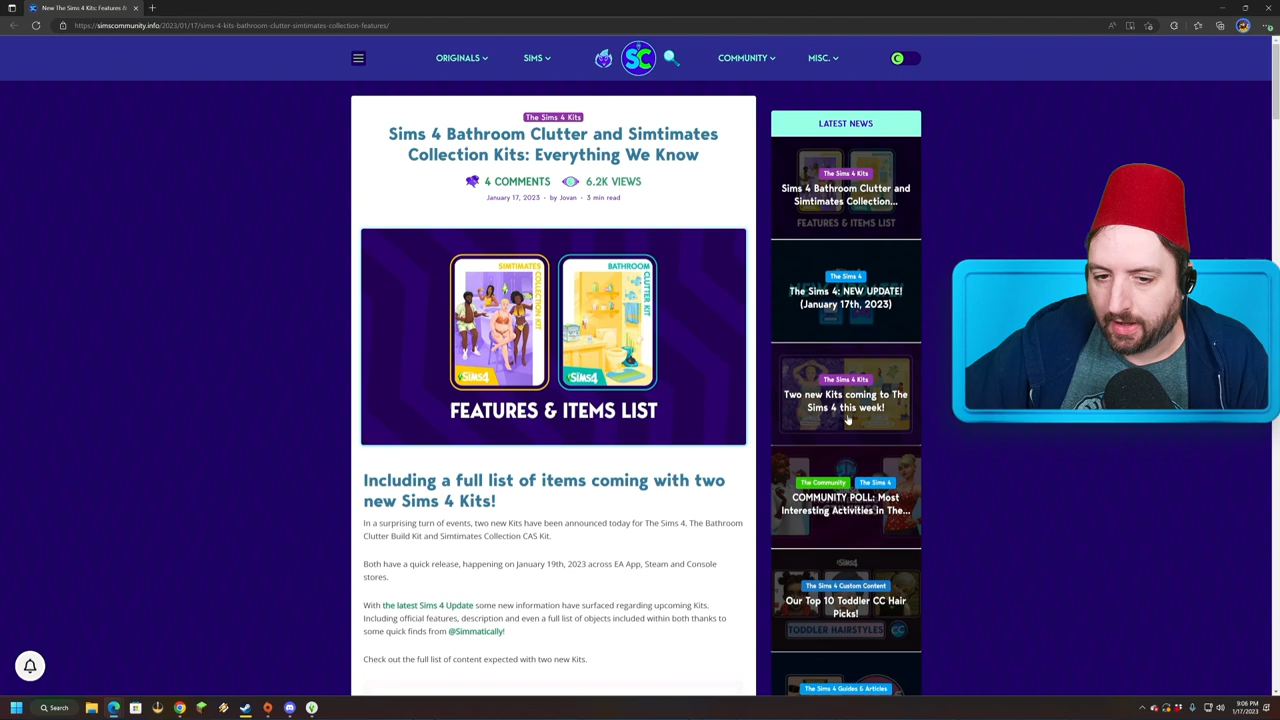 New The Sims 4 Kits: Features &
https://simscommunity.info/2023/01/17/sims-4-kits-bathroom-clutter-simtimates-collection-features/
ORIGINALS
SIMS
SC
COMMUNITY
MISC.
C
The Sims 4 Kits
Sims 4 Bathroom Clutter and Simtimates
Collection Kits: Everything We Know
4 COMMENTS
6.2K VIEWS
January 17, 2023 · by Jovan · 3 min read
SIMTIMATES
COLLECTION KIT
SIMS4
BATHROOM
CLUTTER KIT
SIMS4
FEATURES & ITEMS LIST
Including a full list of items coming with two
new Sims 4 Kits!
In a surprising turn of events, two new Kits have been announced today for The Sims 4. The Bathroom
Clutter Build Kit and Simtimates Collection CAS Kit.
Both have a quick release, happening on January 19th, 2023 across EA App, Steam and Console
stores.
With the latest Sims 4 Update some new information have surfaced regarding upcoming Kits.
Including official features, description and even a full list of objects included within both thanks to
some quick finds from @Simmatically!
Check out the full list of content expected with two new Kits.
LATEST NEWS
The Sims 4 Kits
Sims 4 Bathroom Clutter and
Simtimates Collection...
FEATURES & ITEMS LIST
The Sims 4
The Sims 4: NEW UPDATE!
(January 17th, 2023)
The Sims 4 Kits
Two new Kits coming to The
Sims 4 this week!
The Community
The Sims 4
COMMUNITY POLL: Most
Interesting Activities in The...
The Sims 4 Custom Content
Our Top 10 Toddler CC Hair
Picks!
TODDLER HAIRSTYLES
CC
The Sims 4 Guides & Articles
Search
9:06 PM
1/17/2023